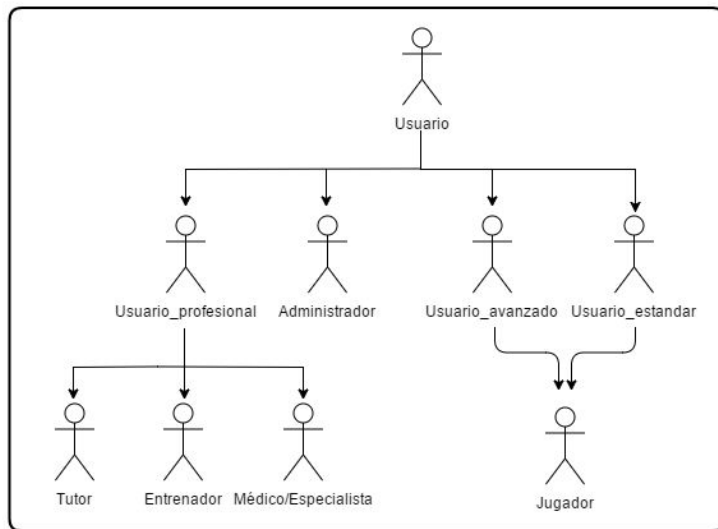 Usuario
Usuario_profesional
Administrador
Usuario_avanzado
Usuario_estandar
Tutor
Entrenador
Médico/Especialista
Jugador